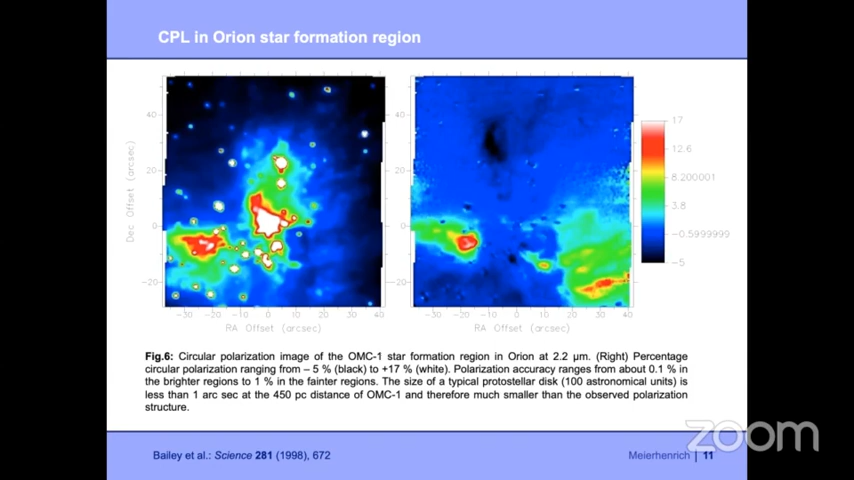 CPL in Orion star formation region
40
20
0
−20
Dec Offset (arcsec)
−30 −20 −10 0 10 20 30 40
RA Offset (arcsec)
40
20
0
−20
−30 −20 −10 0 10 20 30 40
RA Offset (arcsec)
17
12.6
8.200001
3.8
−0.5999999
−5
Fig.6: Circular polarization image of the OMC-1 star formation region in Orion at 2.2 µm. (Right) Percentage
circular polarization ranging from – 5 % (black) to +17 % (white). Polarization accuracy ranges from about 0.1 % in
the brighter regions to 1 % in the fainter regions. The size of a typical protostellar disk (100 astronomical units) is
less than 1 arc sec at the 450 pc distance of OMC-1 and therefore much smaller than the observed polarization
structure.
zoom
Bailey et al.: Science 281 (1998), 672
Meierhenrich | 11